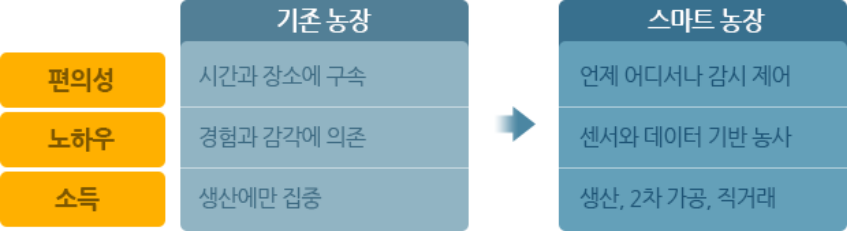 기존 농장
스마트 농장
편의성
시간과 장소에 구속
언제 어디서나 감시 제어
노하우
경험과 감각에 의존
센서와 데이터 기반 농사
소득
생산에만 집중
생산, 2차 가공, 직거래